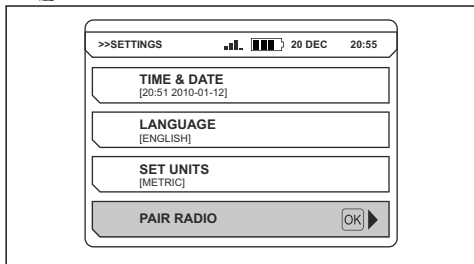 >>SETTINGS 20 DEC 20:55
TIME & DATE
[20:51 2010-01-12]
LANGUAGE
[ENGLISH]
SET UNITS
[METRIC]
PAIR RADIO OK